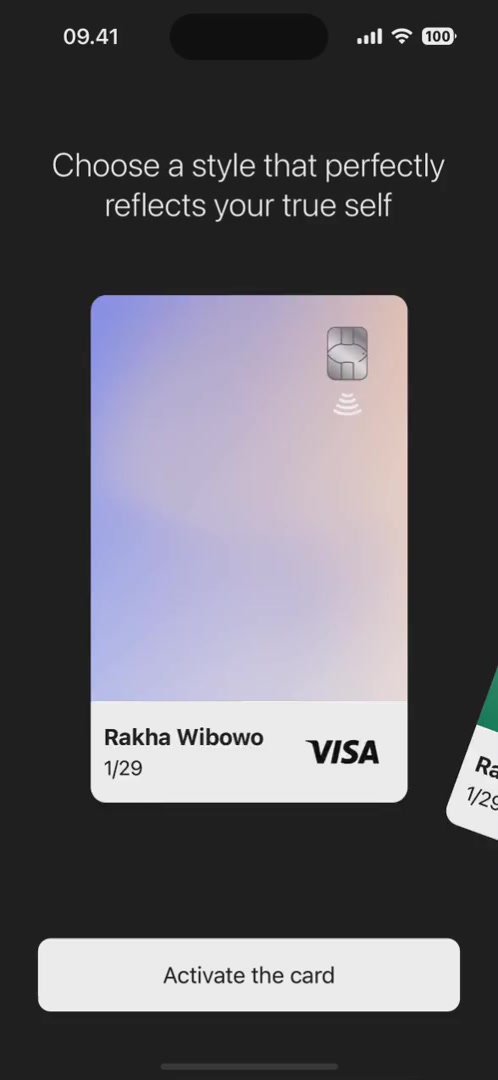 09.41
100
Choose a style that perfectly
reflects your true self
Rakha Wibowo
1/29
VISA
Ra
1/29
Activate the card